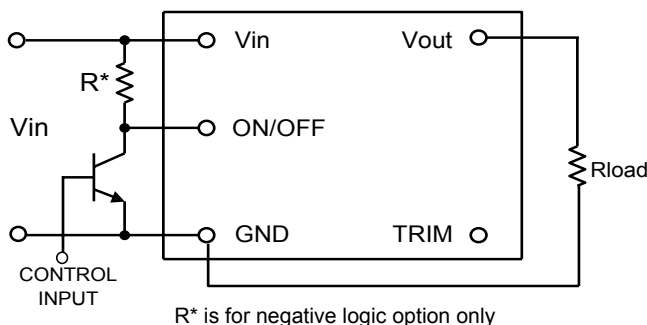 Vin
Vout
R*
Vin
ON/OFF
Rload
GND
TRIM
CONTROL
INPUT
R* is for negative logic option only